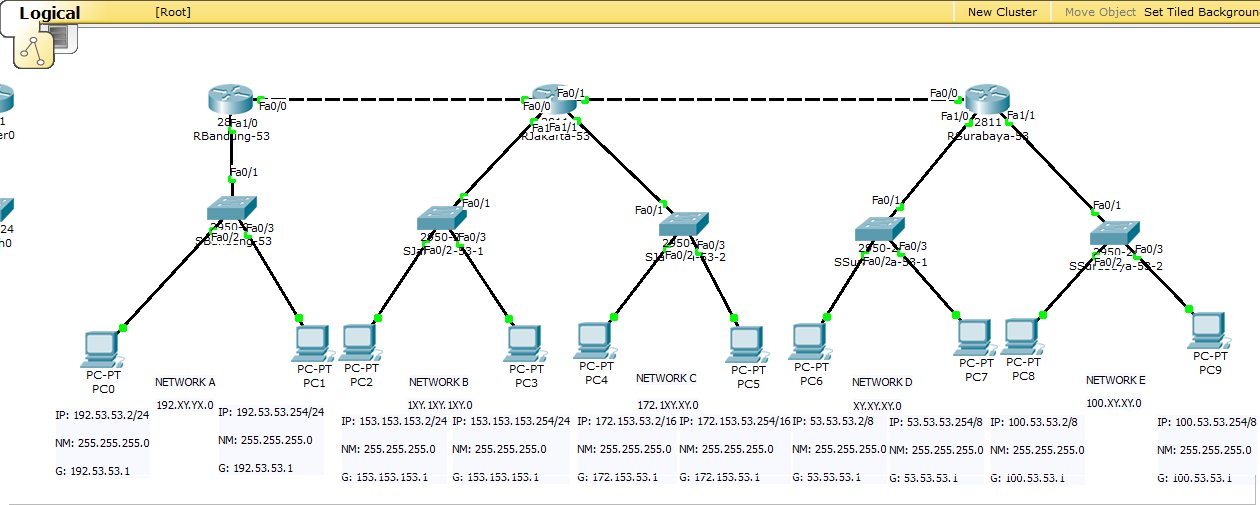 Logical
[Root]
New Cluster
Move Object
Set Tiled Backgroun
Fa0/0
Fa1/0
RBandung-53
Fa0/1
Fa0/3
Fa0/2
Fa0/1
Fa0/0
Fa1/1
RJakarta-53
Fa0/1
Fa0/3
Fa0/2
Fa0/1
Fa0/3
Fa0/2
Fa0/0
Fa1/0
Fa1/1
2811
RSurabaya-53
Fa0/1
Fa0/3
Fa0/2
Fa0/1
Fa0/3
Fa0/2
PC-PT
PC0
PC-PT
PC1
PC-PT
PC2
PC-PT
PC3
PC-PT
PC4
PC-PT
PC5
PC-PT
PC6
PC-PT
PC7
PC-PT
PC8
PC-PT
PC9
NETWORK A
192.XY.YX.0
NETWORK B
1XY.1XY.1XY.0
NETWORK C
172.1XY.XY.0
NETWORK D
XY.XY.XY.0
NETWORK E
100.XY.XY.0
IP: 192.53.53.2/24
NM: 255.255.255.0
G: 192.53.53.1
IP: 192.53.53.254/24
NM: 255.255.255.0
G: 192.53.53.1
IP: 153.153.153.2/24
NM: 255.255.255.0
G: 153.153.153.1
IP: 153.153.153.254/24
NM: 255.255.255.0
G: 153.153.153.1
IP: 172.153.53.2/16
NM: 255.255.255.0
G: 172.153.53.1
IP: 172.153.53.254/16
NM: 255.255.255.0
G: 172.153.53.1
IP: 53.53.53.2/8
NM: 255.255.255.0
G: 53.53.53.1
IP: 53.53.53.254/8
NM: 255.255.255.0
G: 53.53.53.1
IP: 100.53.53.2/8
NM: 255.255.255.0
G: 100.53.53.1
IP: 100.53.53.254/8
NM: 255.255.255.0
G: 100.53.53.1